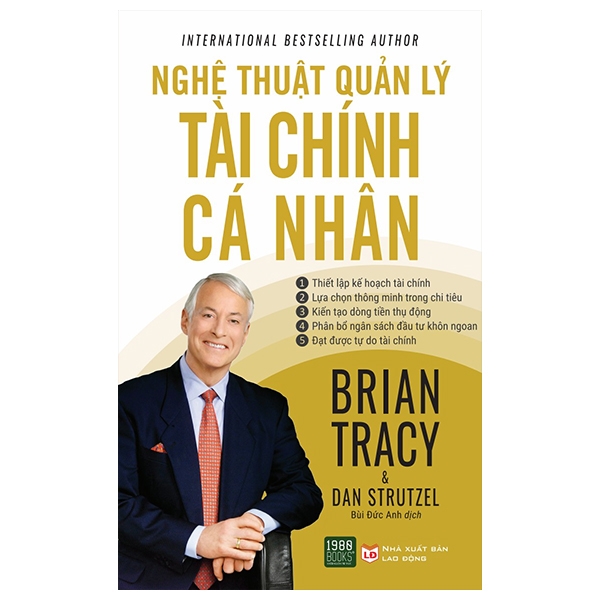 INTERNATIONAL BESTSELLING AUTHOR
NGHỆ THUẬT QUẢN LÝ
TÀI CHÍNH
CÁ NHÂN
1 Thiết lập kế hoạch tài chính
2 Lựa chọn thông minh trong chi tiêu
3 Kiến tạo dòng tiền thụ động
4 Phân bổ ngân sách đầu tư khôn ngoan
5 Đạt được tự do tài chính
BRIAN
TRACY
&
DAN STRUTZEL
Bùi Đức Anh dịch
1980
BOOKS
LĐ
NHÀ XUẤT BẢN
LAO ĐỘNG